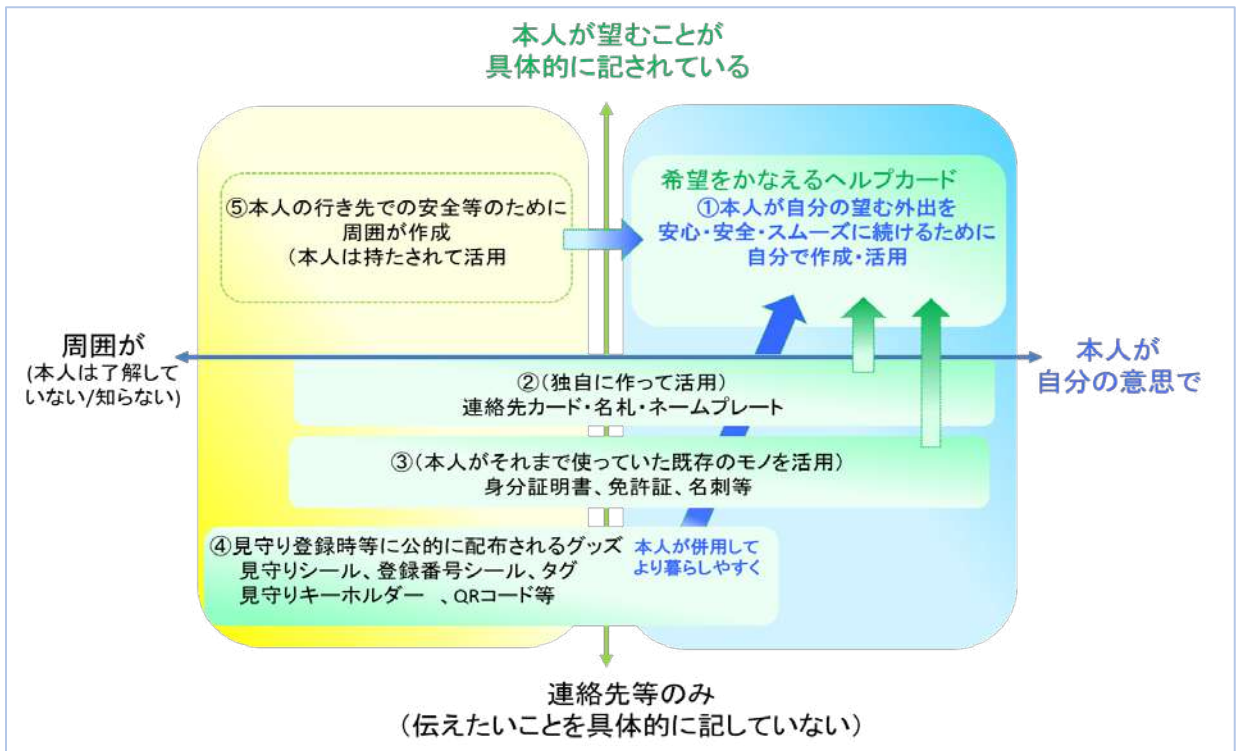 本人が望むことが
具体的に記されている
希望をかなえるヘルプカード
①本人が自分の望む外出を
安心・安全・スムーズに続けるために
自分で作成・活用
⑤本人の行き先での安全等のために
周囲が作成
(本人は持たされて活用
周囲が
(本人は了解して
いない/知らない)
本人が
自分の意思で
②(独自に作って活用)
連絡先カード・名札・ネームプレート
③(本人がそれまで使っていた既存のモノを活用)
身分証明書、免許証、名刺等
④見守り登録時等に公的に配布されるグッズ
見守りシール、登録番号シール、タグ
見守りキーホルダー 、QRコード等
本人が併用して
より暮らしやすく
連絡先等のみ
(伝えたいことを具体的に記していない)